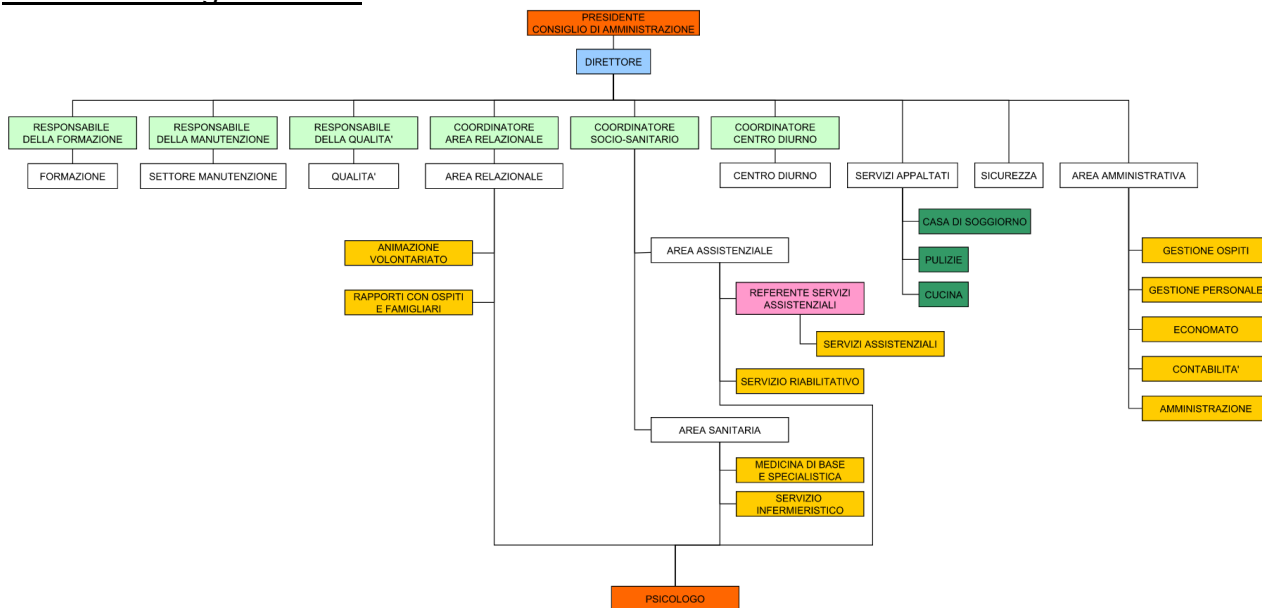 PRESIDENTE
CONSIGLIO DI AMMINISTRAZIONE
DIRETTORE
RESPONSABILE
DELLA FORMAZIONE
RESPONSABILE
DELLA MANUTENZIONE
RESPONSABILE
DELLA QUALITA'
COORDINATORE
AREA RELAZIONALE
COORDINATORE
SOCIO-SANITARIO
COORDINATORE
CENTRO DIURNO
FORMAZIONE
SETTORE MANUTENZIONE
QUALITA'
AREA RELAZIONALE
CENTRO DIURNO
SERVIZI APPALTATI
SICUREZZA
AREA AMMINISTRATIVA
ANIMAZIONE
VOLONTARIATO
RAPPORTI CON OSPITI
E FAMIGLIARI
AREA ASSISTENZIALE
REFERENTE SERVIZI
ASSISTENZIALI
SERVIZI ASSISTENZIALI
SERVIZIO RIABILITATIVO
AREA SANITARIA
MEDICINA DI BASE
E SPECIALISTICA
SERVIZIO
INFERMIERISTICO
CASA DI SOGGIORNO
PULIZIE
CUCINA
GESTIONE OSPITI
GESTIONE PERSONALE
ECONOMATO
CONTABILITA'
AMMINISTRAZIONE
PSICOLOGO